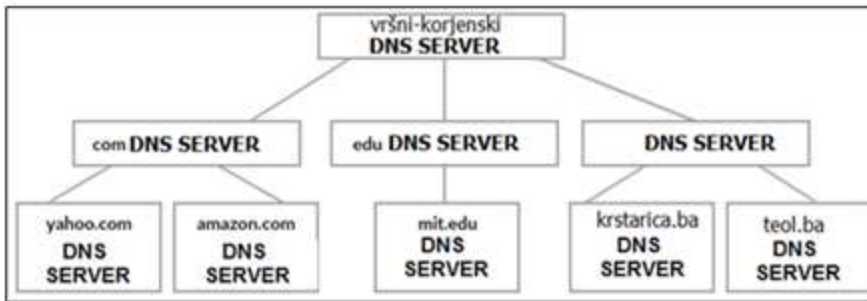 vršni-korjenski
DNS SERVER
com DNS SERVER
edu DNS SERVER
DNS SERVER
yahoo.com
DNS
SERVER
amazon.com
DNS
SERVER
mit.edu
DNS
SERVER
krstarica.ba
DNS
SERVER
teol.ba
DNS
SERVER